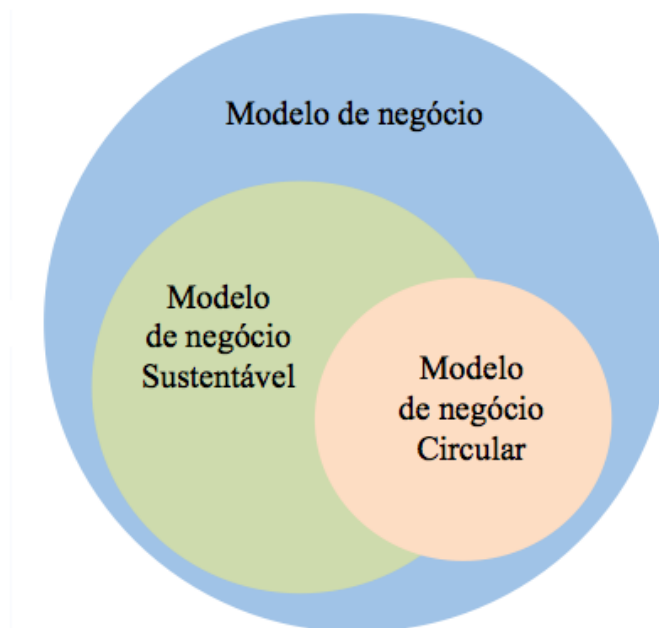 Modelo de negócio
Modelo
de negócio
Sustentável
Modelo
de negócio
Circular